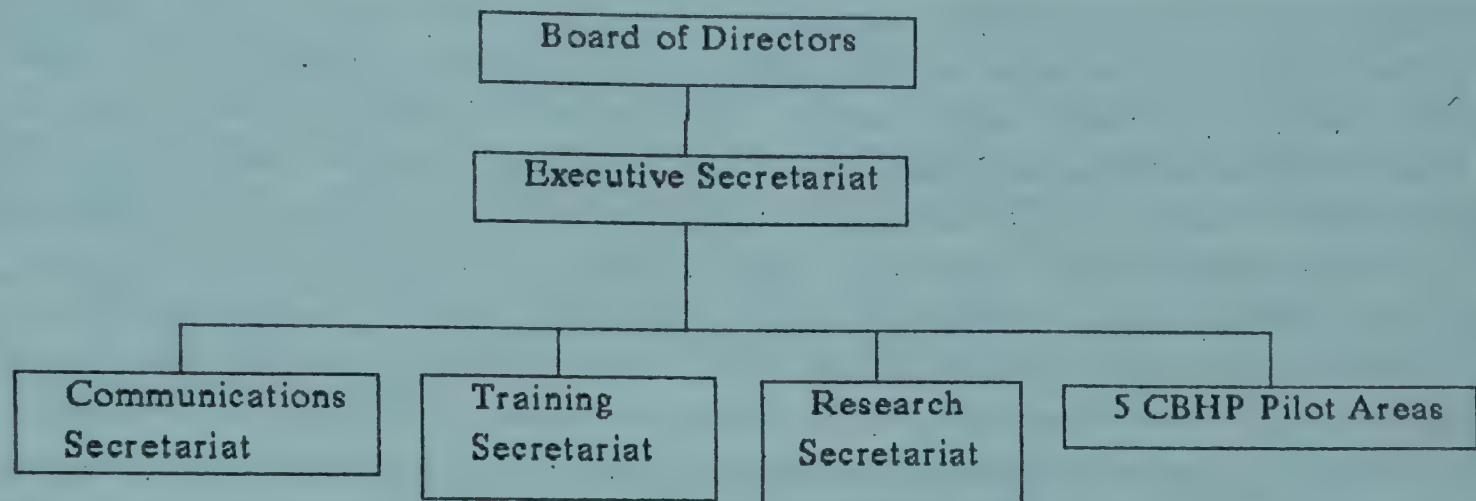 Board of Directors
Executive Secretariat
Communications
Secretariat
Training
Secretariat
Research
Secretariat
5 CBHP Pilot Areas